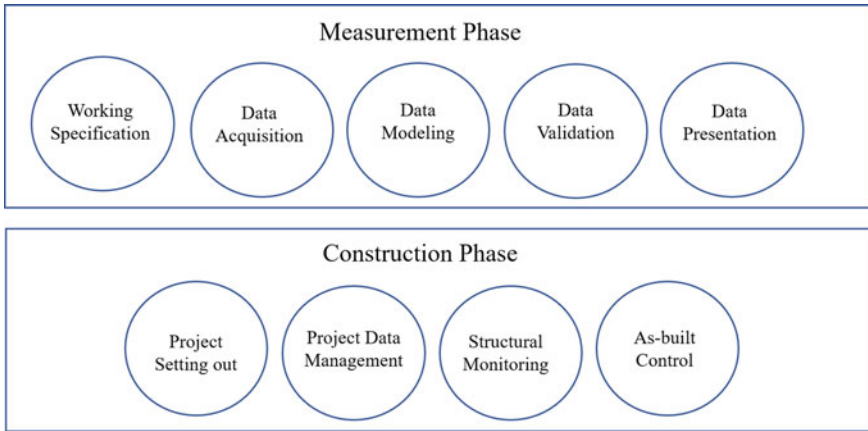 Measurement Phase
Working
Specification
Data
Acquisition
Data
Modeling
Data
Validation
Data
Presentation
Construction Phase
Project
Setting out
Project Data
Management
Structural
Monitoring
As-built
Control